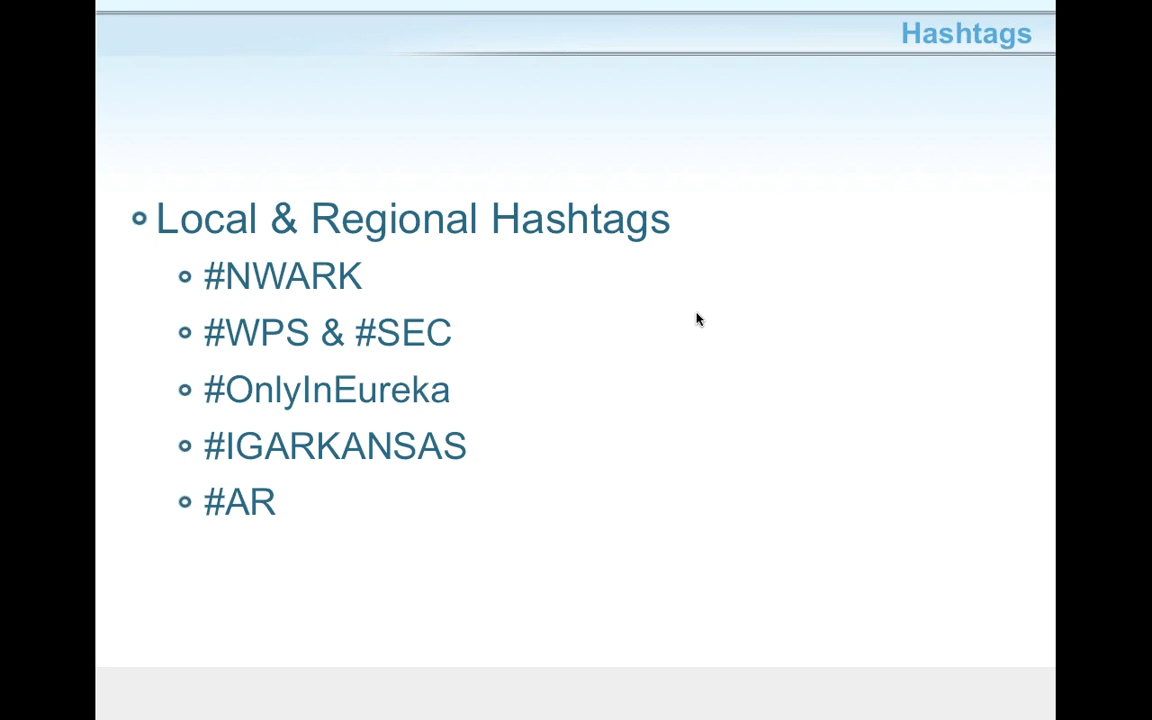 Hashtags
Local & Regional Hashtags
#NWARK
#WPS & #SEC
#OnlyInEureka
#IGARKANSAS
#AR